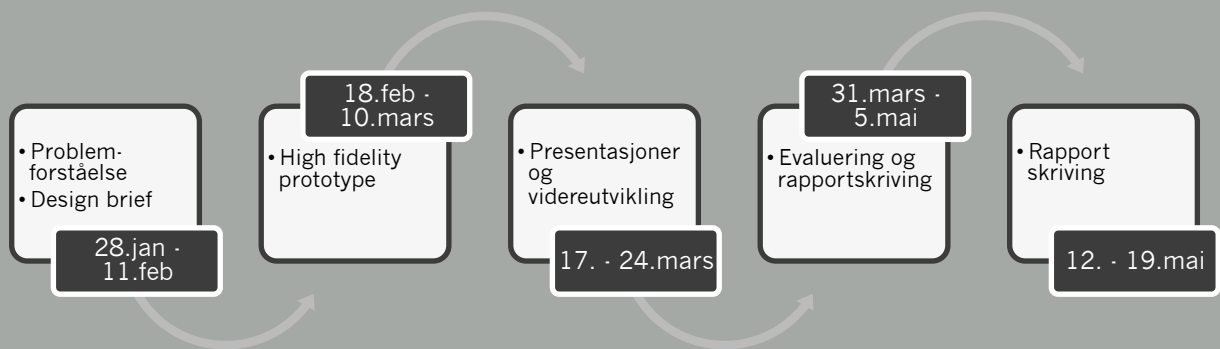 • Problem-
forståelse
• Design brief
28.jan -
11.feb
18.feb -
10.mars
• High fidelity
prototype
• Presentasjoner
og
videreutvikling
17. - 24.mars
31.mars -
5.mai
• Evaluering og
rapportskriving
• Rapport
skriving
12. - 19.mai